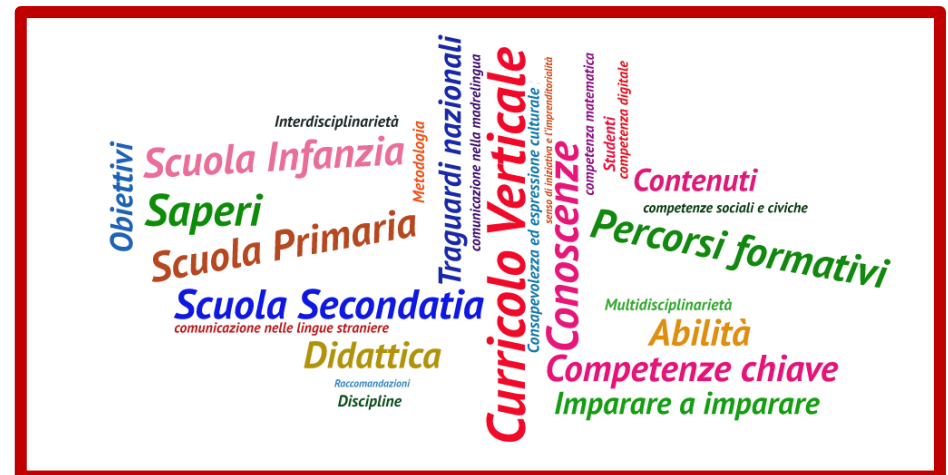 Interdisciplinarietà
Obiettivi
Scuola Infanzia
Metodologia
Saperi
Scuola Primaria
Scuola Secondatia
comunicazione nelle lingue straniere
Didattica
Raccomandazioni
Discipline
Traguardi nazionali
comunicazione nella madrelingua
Curricolo Verticale
Consapevolezza ed espressione culturale
senso di iniziativa e l'imprenditorialità
Conoscenze
competenza matematica
Studenti
competenza digitale
Contenuti
competenze sociali e civiche
Percorsi formativi
Multidisciplinarietà
Abilità
Competenze chiave
Imparare a imparare